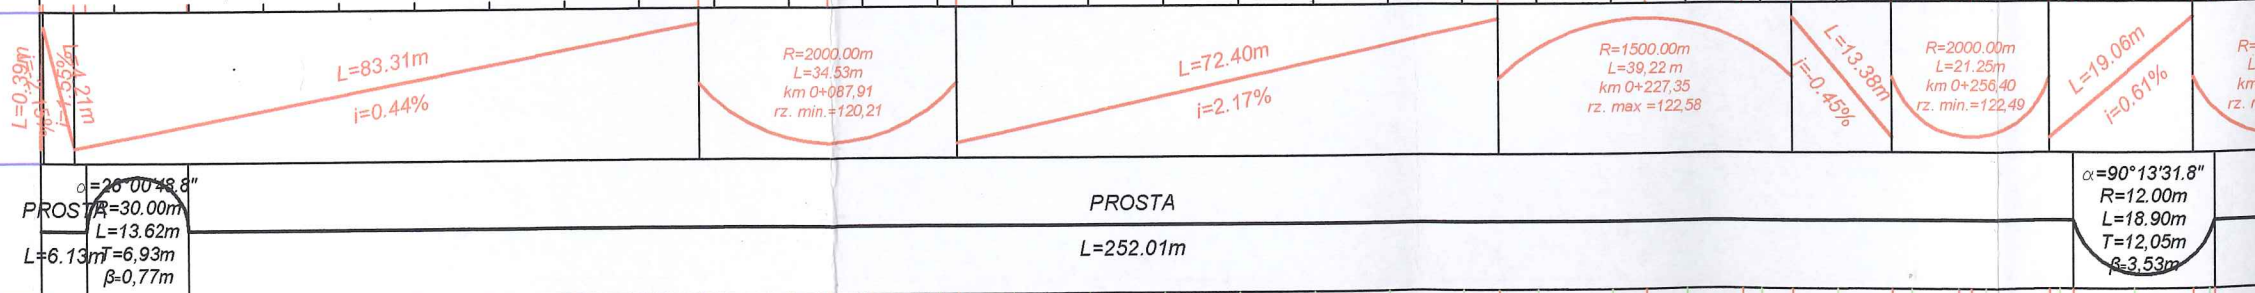 L=0.39m
L=4.21m
L=83.31m
i=0.44%
R=2000.00m
L=34.53m
km 0+087,91
rz. min.=120,21
L=72.40m
i=2.17%
R=1500.00m
L=39,22 m
km 0+227,35
rz. max =122,58
L=13.38m
i=-0.45%
R=2000.00m
L=21.25m
km 0+256,40
rz. min.=122,49
L=19.06m
i=0.61%
R=
L
km
rz.
PROSTA
L=6.13m
α=26°00'48.8"
R=30.00m
L=13.62m
T=6,93m
β=0,77m
PROSTA
L=252.01m
α=90°13'31.8"
R=12.00m
L=18.90m
T=12,05m
β=3,53m